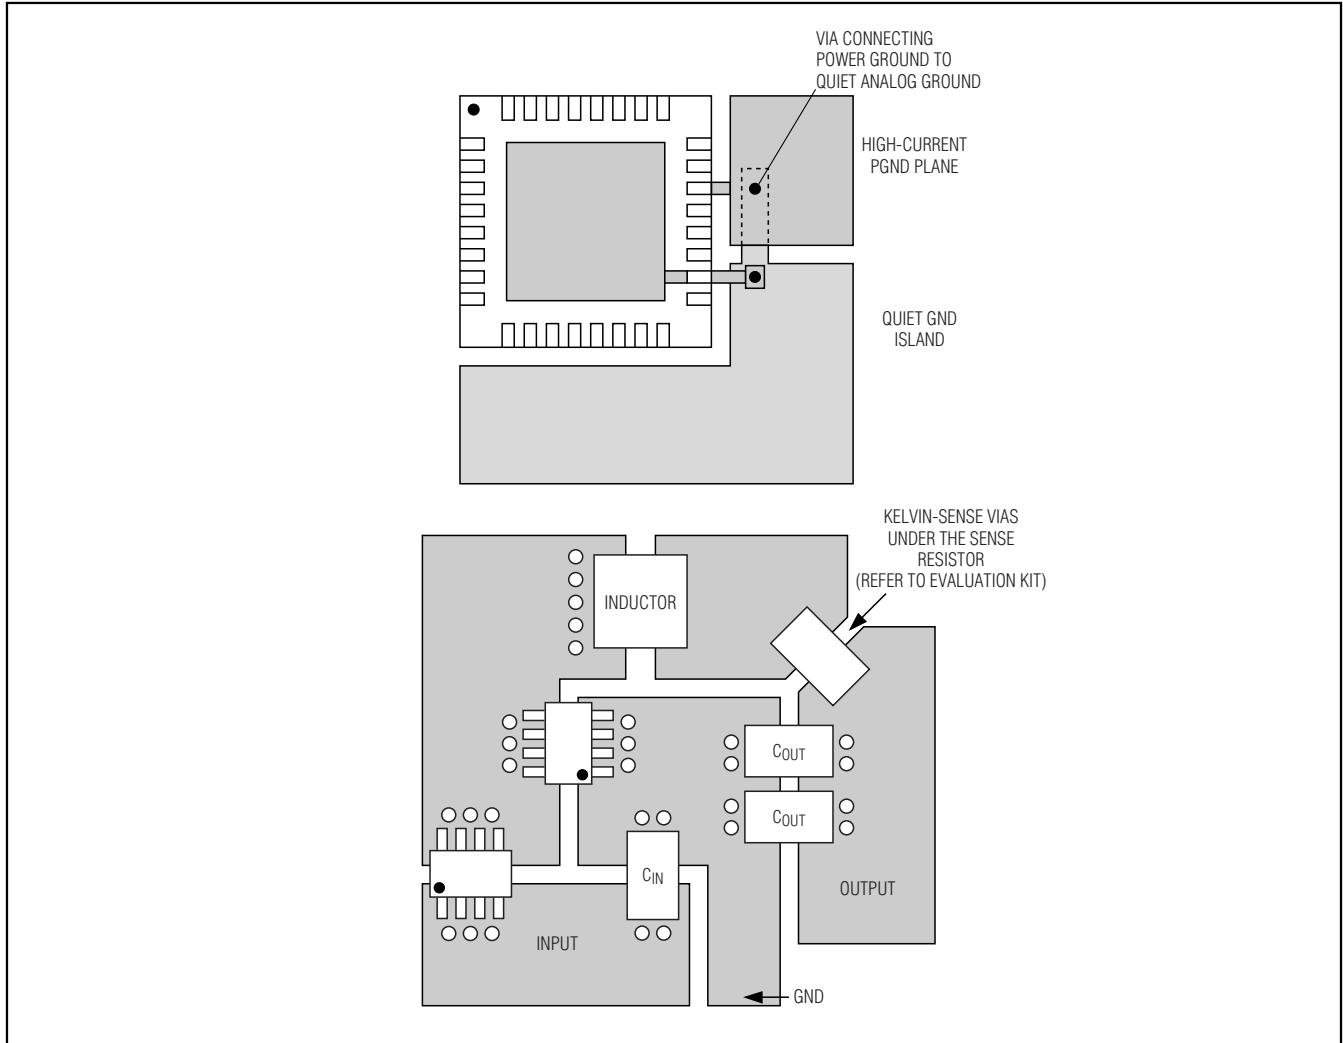 VIA CONNECTING
POWER GROUND TO
QUIET ANALOG GROUND
HIGH-CURRENT
PGND PLANE
QUIET GND
ISLAND
KELVIN-SENSE VIAS
UNDER THE SENSE
RESISTOR
(REFER TO EVALUATION KIT)
INDUCTOR
COUT
COUT
CIN
OUTPUT
INPUT
GND